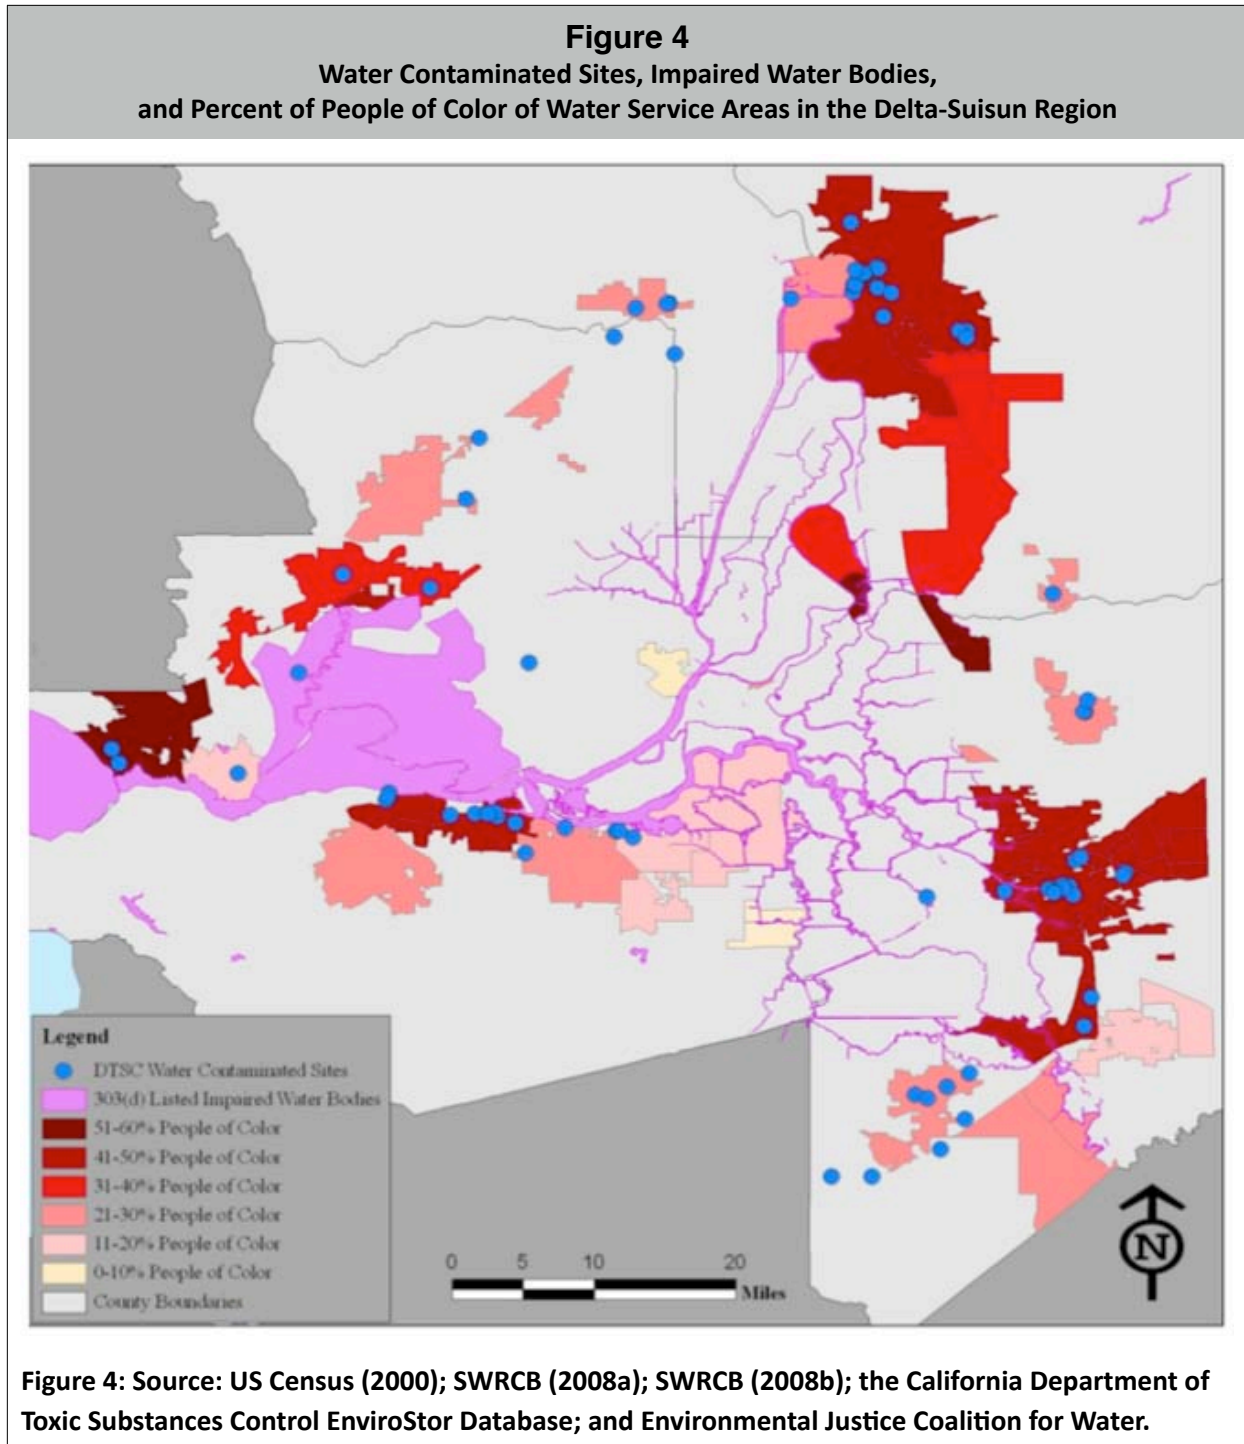 Figure 4
Water Contaminated Sites, Impaired Water Bodies,
and Percent of People of Color of Water Service Areas in the Delta-Suisun Region
Legend
DTSC Water Contaminated Sites
303(d) Listed Impaired Water Bodies
51-60% People of Color
41-50% People of Color
31-40% People of Color
21-30% People of Color
11-20% People of Color
0-10% People of Color
County Boundaries
0 5 10 20
Miles
N
Figure 4: Source: US Census (2000); SWRCB (2008a); SWRCB (2008b); the California Department of
Toxic Substances Control EnviroStor Database; and Environmental Justice Coalition for Water.